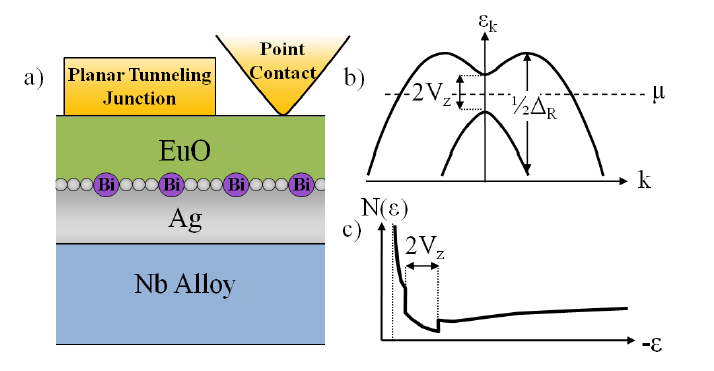 a)
Planar Tunneling
Junction
Point
Contact
EuO
Bi Bi Bi Bi
Ag
Nb Alloy
b)
εk
2Vz
½ΔR
μ
k
c)
N(ε)
2Vz
-ε